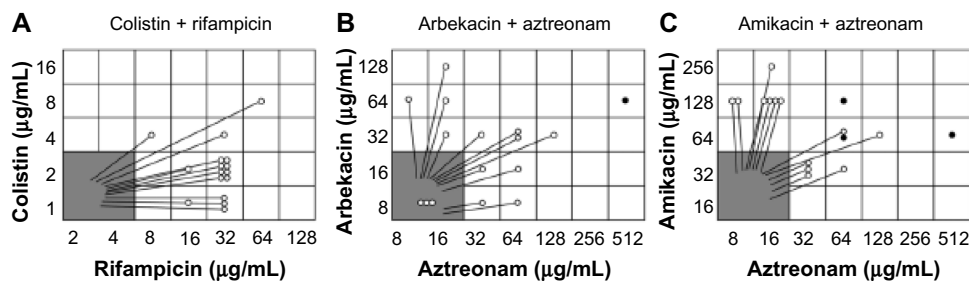 A Colistin + rifampicin
Colistin (µg/mL)
16
8
4
2
1
2 4 8 16 32 64 128
Rifampicin (µg/mL)
B Arbekacin + aztreonam
Arbekacin (µg/mL)
128
64
32
16
8
8 16 32 64 128 256 512
Aztreonam (µg/mL)
C Amikacin + aztreonam
Amikacin (µg/mL)
256
128
64
32
16
8 16 32 64 128 256 512
Aztreonam (µg/mL)